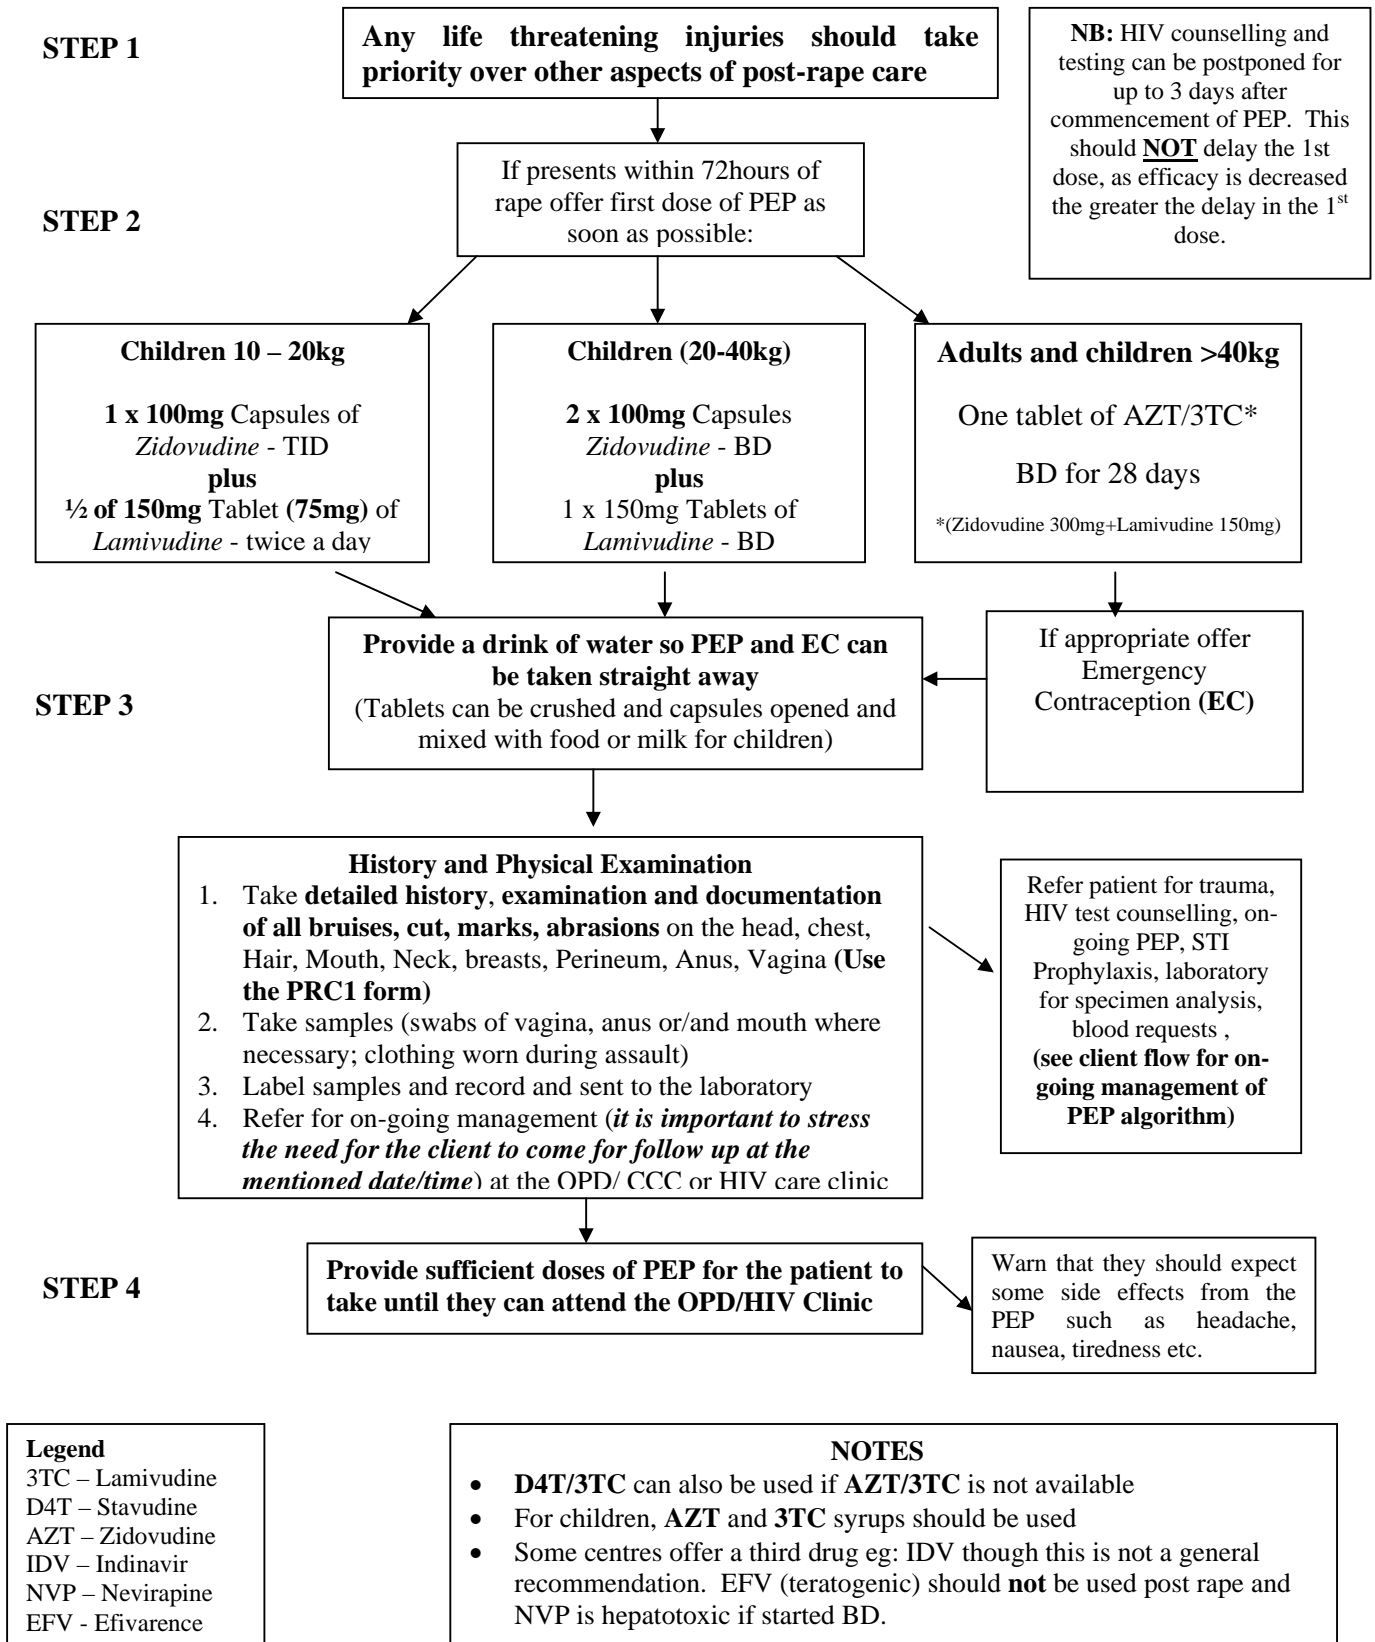 STEP 1
Any life threatening injuries should take
priority over other aspects of post-rape care
NB: HIV counselling and
testing can be postponed for
up to 3 days after
commencement of PEP. This
should NOT delay the 1st
dose, as efficacy is decreased
the greater the delay in the 1st
dose.
STEP 2
If presents within 72hours of
rape offer first dose of PEP as
soon as possible:
Children 10 – 20kg
1 x 100mg Capsules of
Zidovudine - TID
plus
½ of 150mg Tablet (75mg) of
Lamivudine - twice a day
Children (20-40kg)
2 x 100mg Capsules
Zidovudine - BD
plus
1 x 150mg Tablets of
Lamivudine - BD
Adults and children >40kg
One tablet of AZT/3TC*
BD for 28 days
*(Zidovudine 300mg+Lamivudine 150mg)
STEP 3
Provide a drink of water so PEP and EC can
be taken straight away
(Tablets can be crushed and capsules opened and
mixed with food or milk for children)
If appropriate offer
Emergency
Contraception (EC)
History and Physical Examination
1. Take detailed history, examination and documentation
of all bruises, cut, marks, abrasions on the head, chest,
Hair, Mouth, Neck, breasts, Perineum, Anus, Vagina (Use
the PRC1 form)
2. Take samples (swabs of vagina, anus or/and mouth where
necessary; clothing worn during assault)
3. Label samples and record and sent to the laboratory
4. Refer for on-going management (it is important to stress
the need for the client to come for follow up at the
mentioned date/time) at the OPD/ CCC or HIV care clinic
Refer patient for trauma,
HIV test counselling, on-
going PEP, STI
Prophylaxis, laboratory
for specimen analysis,
blood requests ,
(see client flow for on-
going management of
PEP algorithm)
STEP 4
Provide sufficient doses of PEP for the patient to
take until they can attend the OPD/HIV Clinic
Warn that they should expect
some side effects from the
PEP such as headache,
nausea, tiredness etc.
Legend
3TC – Lamivudine
D4T – Stavudine
AZT – Zidovudine
IDV – Indinavir
NVP – Nevirapine
EFV - Efivarence
NOTES
• D4T/3TC can also be used if AZT/3TC is not available
• For children, AZT and 3TC syrups should be used
• Some centres offer a third drug eg: IDV though this is not a general
recommendation. EFV (teratogenic) should not be used post rape and
NVP is hepatotoxic if started BD.